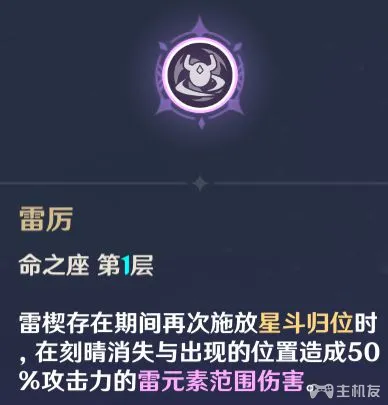 雷厉
命之座 第1层
雷楔存在期间再次施放星斗归位时
，在刻晴消失与出现的位置造成50
%攻击力的雷元素范围伤害。
主机友